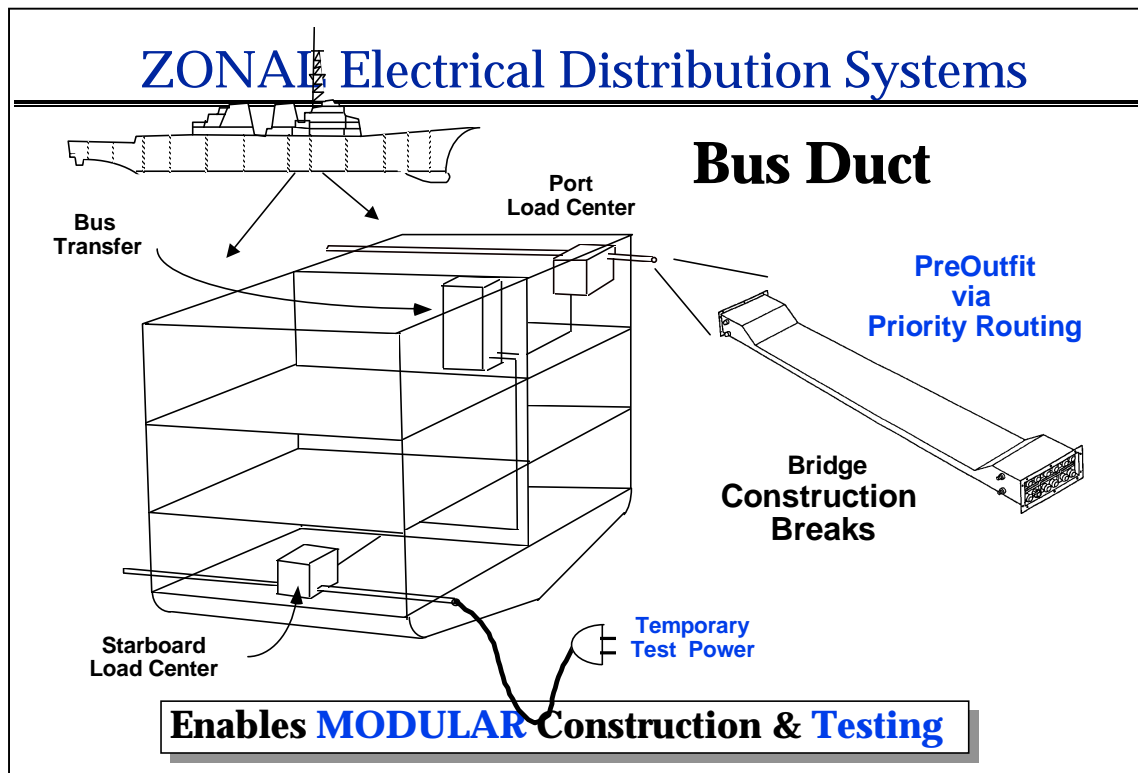 ZONAL Electrical Distribution Systems
Bus Duct
Port
Load Center
Bus
Transfer
PreOutfit
via
Priority Routing
Bridge
Construction
Breaks
Starboard
Load Center
Temporary
Test Power
Enables MODULAR Construction & Testing